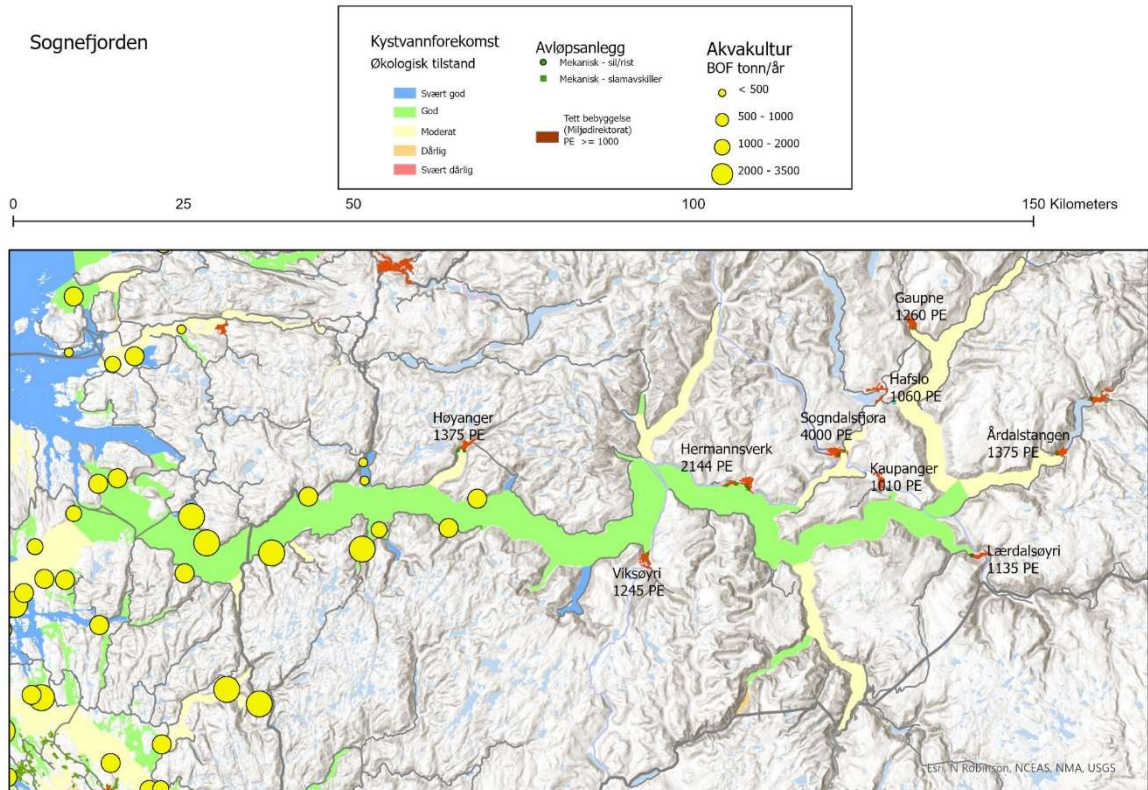 Sognefjorden
Kystvannforekomst
Økologisk tilstand
Svært god
God
Moderat
Dårlig
Svært dårlig
Avløpsanlegg
Mekanisk - sil/rist
Mekanisk - slamavskiller
Tett bebyggelse
(Miljødirektorat)
PE >= 1000
Akvakultur
BOF tonn/år
< 500
500 - 1000
1000 - 2000
2000 - 3500
0 25 50 100 150 Kilometers
Gaupne
1260 PE
Hafslo
1060 PE
Høyanger
1375 PE
Sogndalsfjøra
4000 PE
Årdalstangen
1375 PE
Hermannsverk
2144 PE
Kaupanger
1010 PE
Lærdalsøyri
1135 PE
Viksøyri
1245 PE
Esri, N Robinson, NCEAS, NMA, USGS